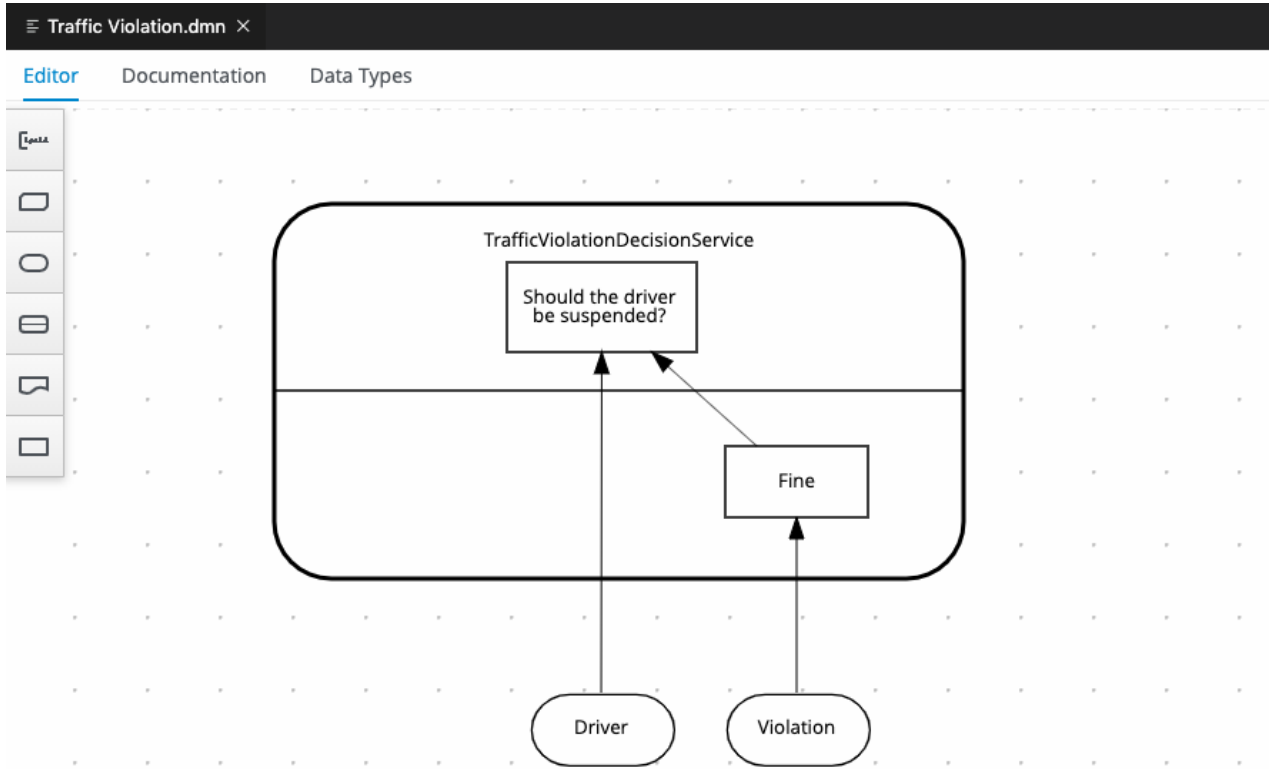 Traffic Violation.dmn
Editor Documentation Data Types
TrafficViolationDecisionService
Should the driver
be suspended?
Fine
Driver Violation